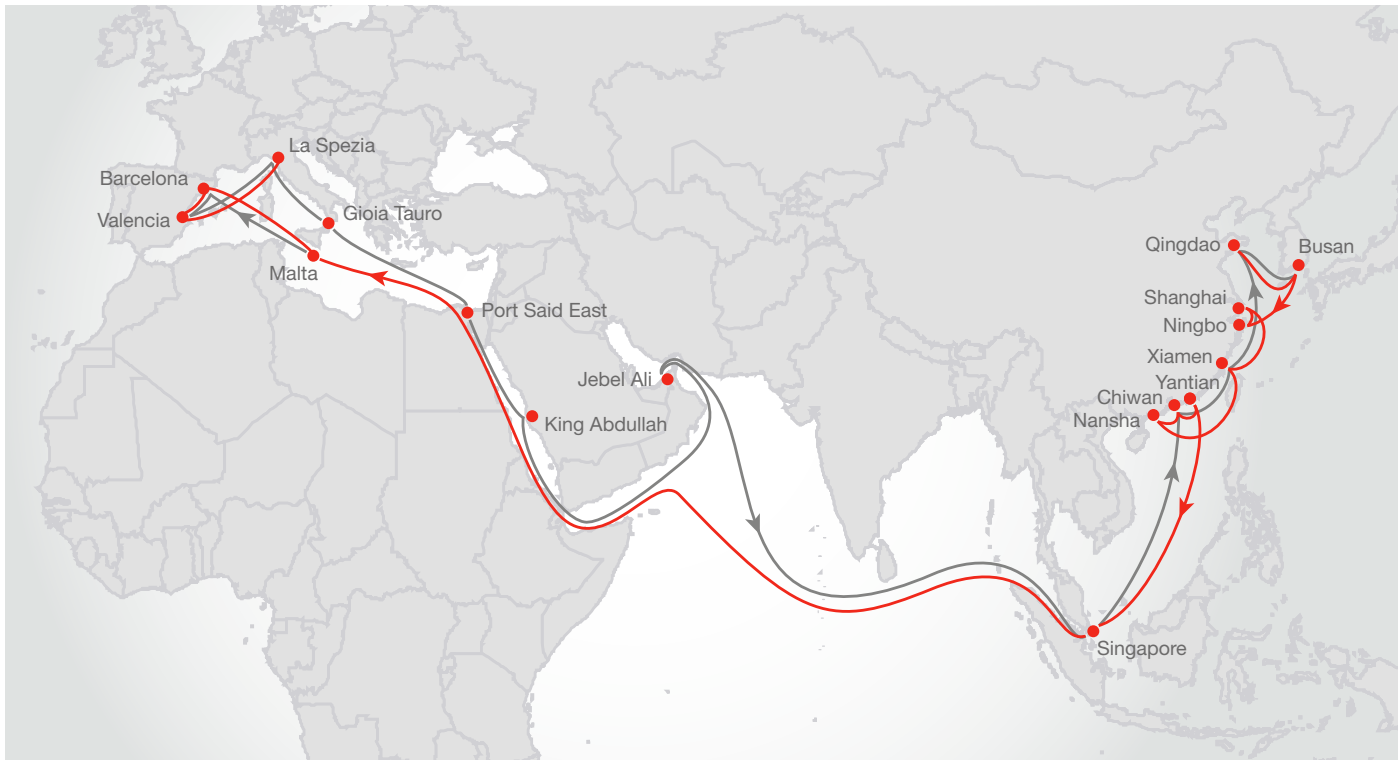 La Spezia
Barcelona
Valencia
Gioia Tauro
Malta
Port Said East
Jebel Ali
King Abdullah
Qingdao
Busan
Shanghai
Ningbo
Xiamen
Yantian
Chiwan
Nansha
Singapore